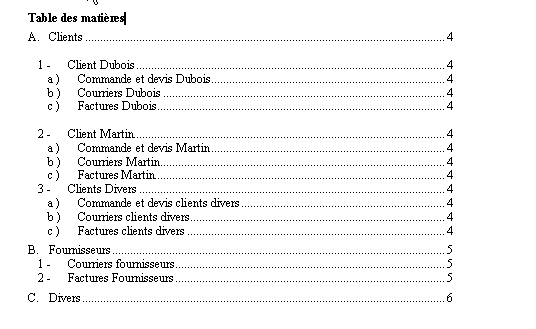 Table des matières
A. Clients ........ 4
1 - Client Dubois ........ 4
a ) Commande et devis Dubois ........ 4
b ) Courriers Dubois ........ 4
c ) Factures Dubois ........ 4
2 - Client Martin ........ 4
a ) Commande et devis Martin ........ 4
b ) Courriers Martin ........ 4
c ) Factures Martin ........ 4
3 - Clients Divers ........ 4
a ) Commande et devis clients divers ........ 4
b ) Courriers clients divers ........ 4
c ) Factures clients divers ........ 4
B. Fournisseurs ........ 5
1 - Courriers fournisseurs ........ 5
2 - Factures Fournisseurs ........ 5
C. Divers ........ 6